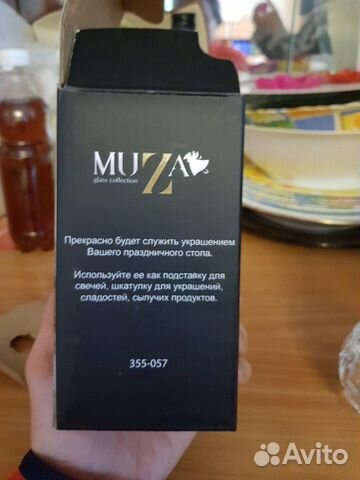 MUZA
glass collection
Прекрасно будет служить украшением
Вашего праздничного стола.
Используйте ее как подставку для
свечей, шкатулку для украшений,
сладостей, сыпучих продуктов.
355-057
Avito